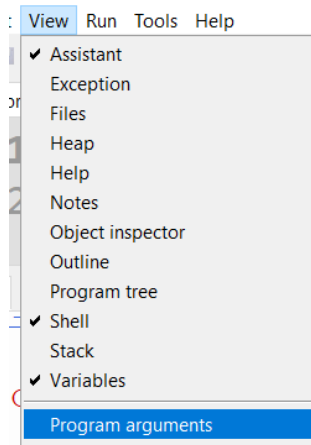 View Run Tools Help
✔ Assistant
Exception
Files
Heap
Help
Notes
Object inspector
Outline
Program tree
✔ Shell
Stack
✔ Variables
Program arguments